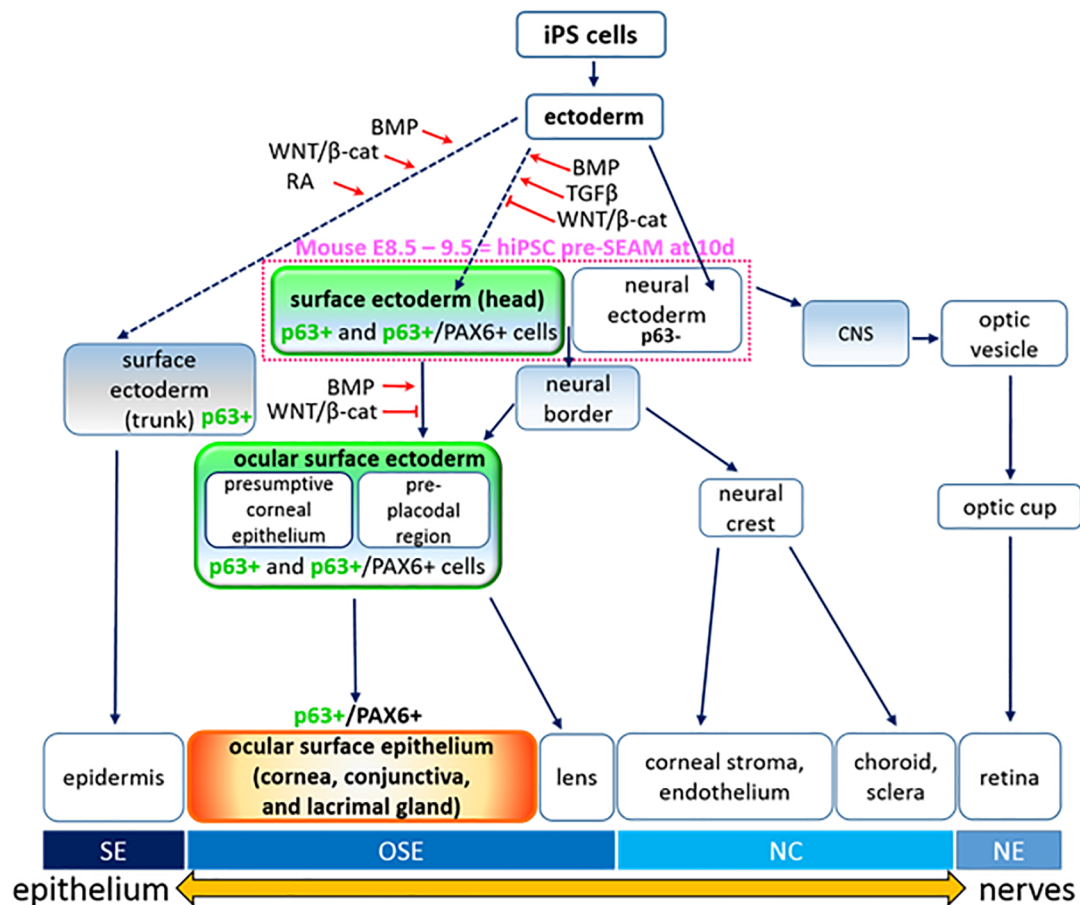 iPS cells
ectoderm
BMP
WNT/β-cat
RA
BMP
TGFβ
WNT/β-cat
Mouse E8.5 – 9.5 = hiPSC pre-SEAM at 10d
surface ectoderm (head)
p63+ and p63+/PAX6+ cells
neural
ectoderm
p63-
CNS
optic
vesicle
surface
ectoderm
(trunk) p63+
BMP
WNT/β-cat
neural
border
ocular surface ectoderm
presumptive
corneal
epithelium
pre-
placodal
region
p63+ and p63+/PAX6+ cells
neural
crest
optic cup
p63+/PAX6+
epidermis
ocular surface epithelium
(cornea, conjunctiva,
and lacrimal gland)
lens
corneal stroma,
endothelium
choroid,
sclera
retina
SE
OSE
NC
NE
epithelium
nerves